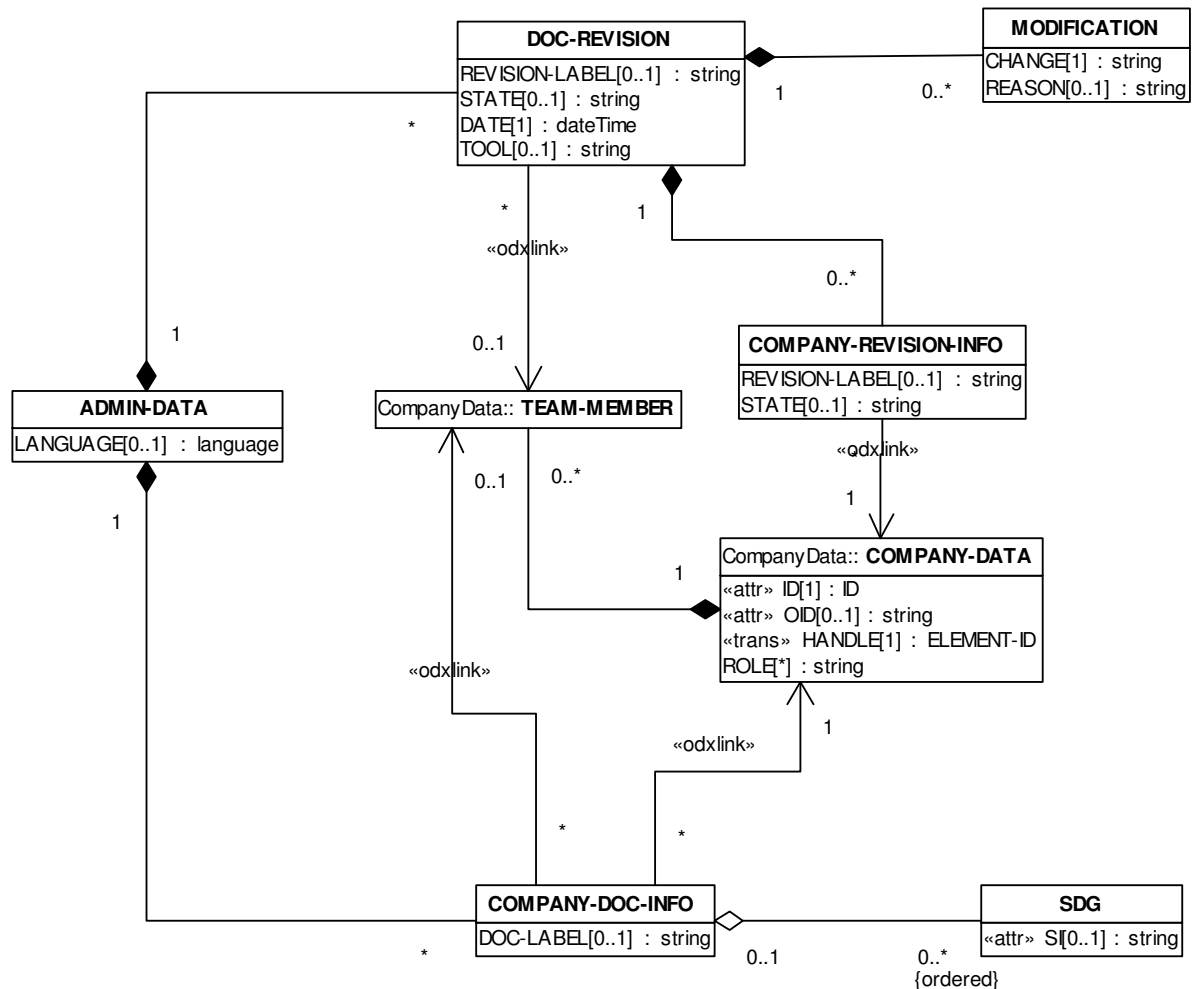 DOC-REVISION
REVISION-LABEL[0..1] : string
STATE[0..1] : string
DATE[1] : dateTime
TOOL[0..1] : string
MODIFICATION
CHANGE[1] : string
REASON[0..1] : string
1
0..*
*
*
«odxlink»
1
0..*
1
0..1
COMPANY-REVISION-INFO
REVISION-LABEL[0..1] : string
STATE[0..1] : string
ADMIN-DATA
LANGUAGE[0..1] : language
CompanyData:: TEAM-MEMBER
«odxlink»
*
0..1
0..*
1
1
CompanyData:: COMPANY-DATA
«attr» ID[1] : ID
«attr» OID[0..1] : string
«trans» HANDLE[1] : ELEMENT-ID
ROLE[*] : string
1
«odxlink»
1
«odxlink»
*
*
COMPANY-DOC-INFO
DOC-LABEL[0..1] : string
SDG
«attr» SI[0..1] : string
*
0..1
0..*
{ordered}